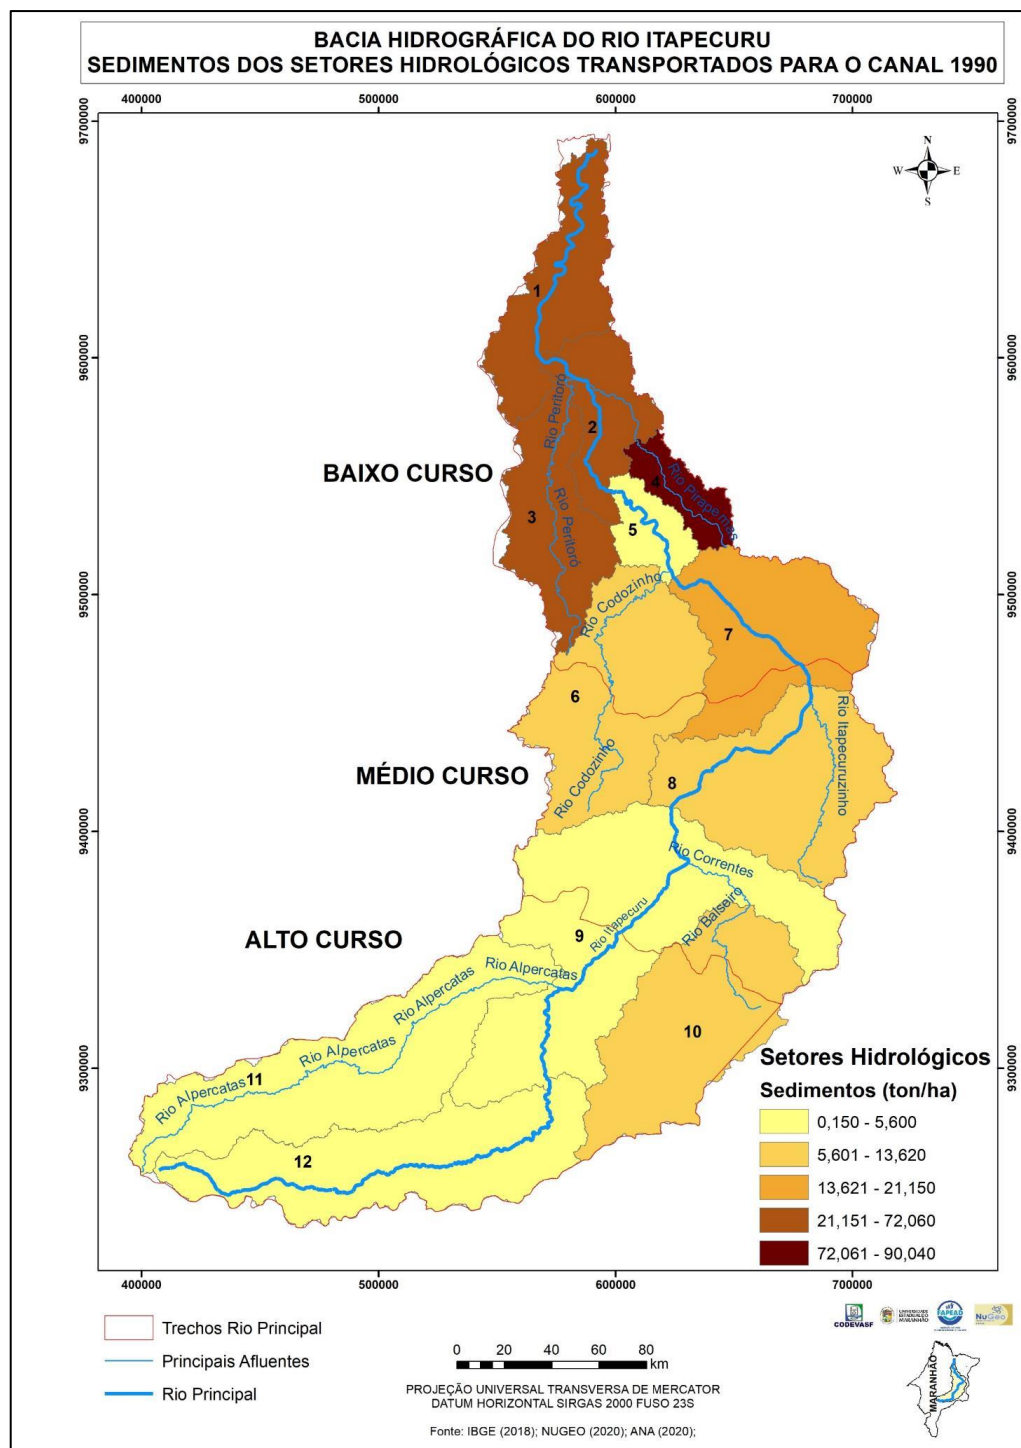 BACIA HIDROGRÁFICA DO RIO ITAPECURU
SEDIMENTOS DOS SETORES HIDROLÓGICOS TRANSPORTADOS PARA O CANAL 1990
400000
500000
600000
700000
9700000
9700000
N
W
E
S
1
9600000
9600000
Rio Peritoró
2
BAIXO CURSO
4
Rio Pirapemas
3
Rio Peritoró
5
9500000
9500000
Rio Codozinho
7
6
Rio Itapecuruzinho
MÉDIO CURSO
Rio Codozinho
8
9400000
9400000
Rio Correntes
Rio Balseiro
ALTO CURSO
9
Rio Itapecuru
Rio Alpercatas
Rio Alpercatas
10
Rio Alpercatas
11
Rio Alpercatas
9300000
9300000
12
Setores Hidrológicos
Sedimentos (ton/ha)
0,150 - 5,600
5,601 - 13,620
13,621 - 21,150
21,151 - 72,060
72,061 - 90,040
400000
500000
600000
700000
Trechos Rio Principal
Principais Afluentes
Rio Principal
0
20
40
60
80
km
PROJEÇÃO UNIVERSAL TRANSVERSA DE MERCATOR
DATUM HORIZONTAL SIRGAS 2000 FUSO 23S
Fonte: IBGE (2018); NUGEO (2020); ANA (2020);
CODEVASF
UNIVERSIDADE
ESTADUAL DO
MARANHÃO
FAPEAD
NuGeo
MARANHÃO